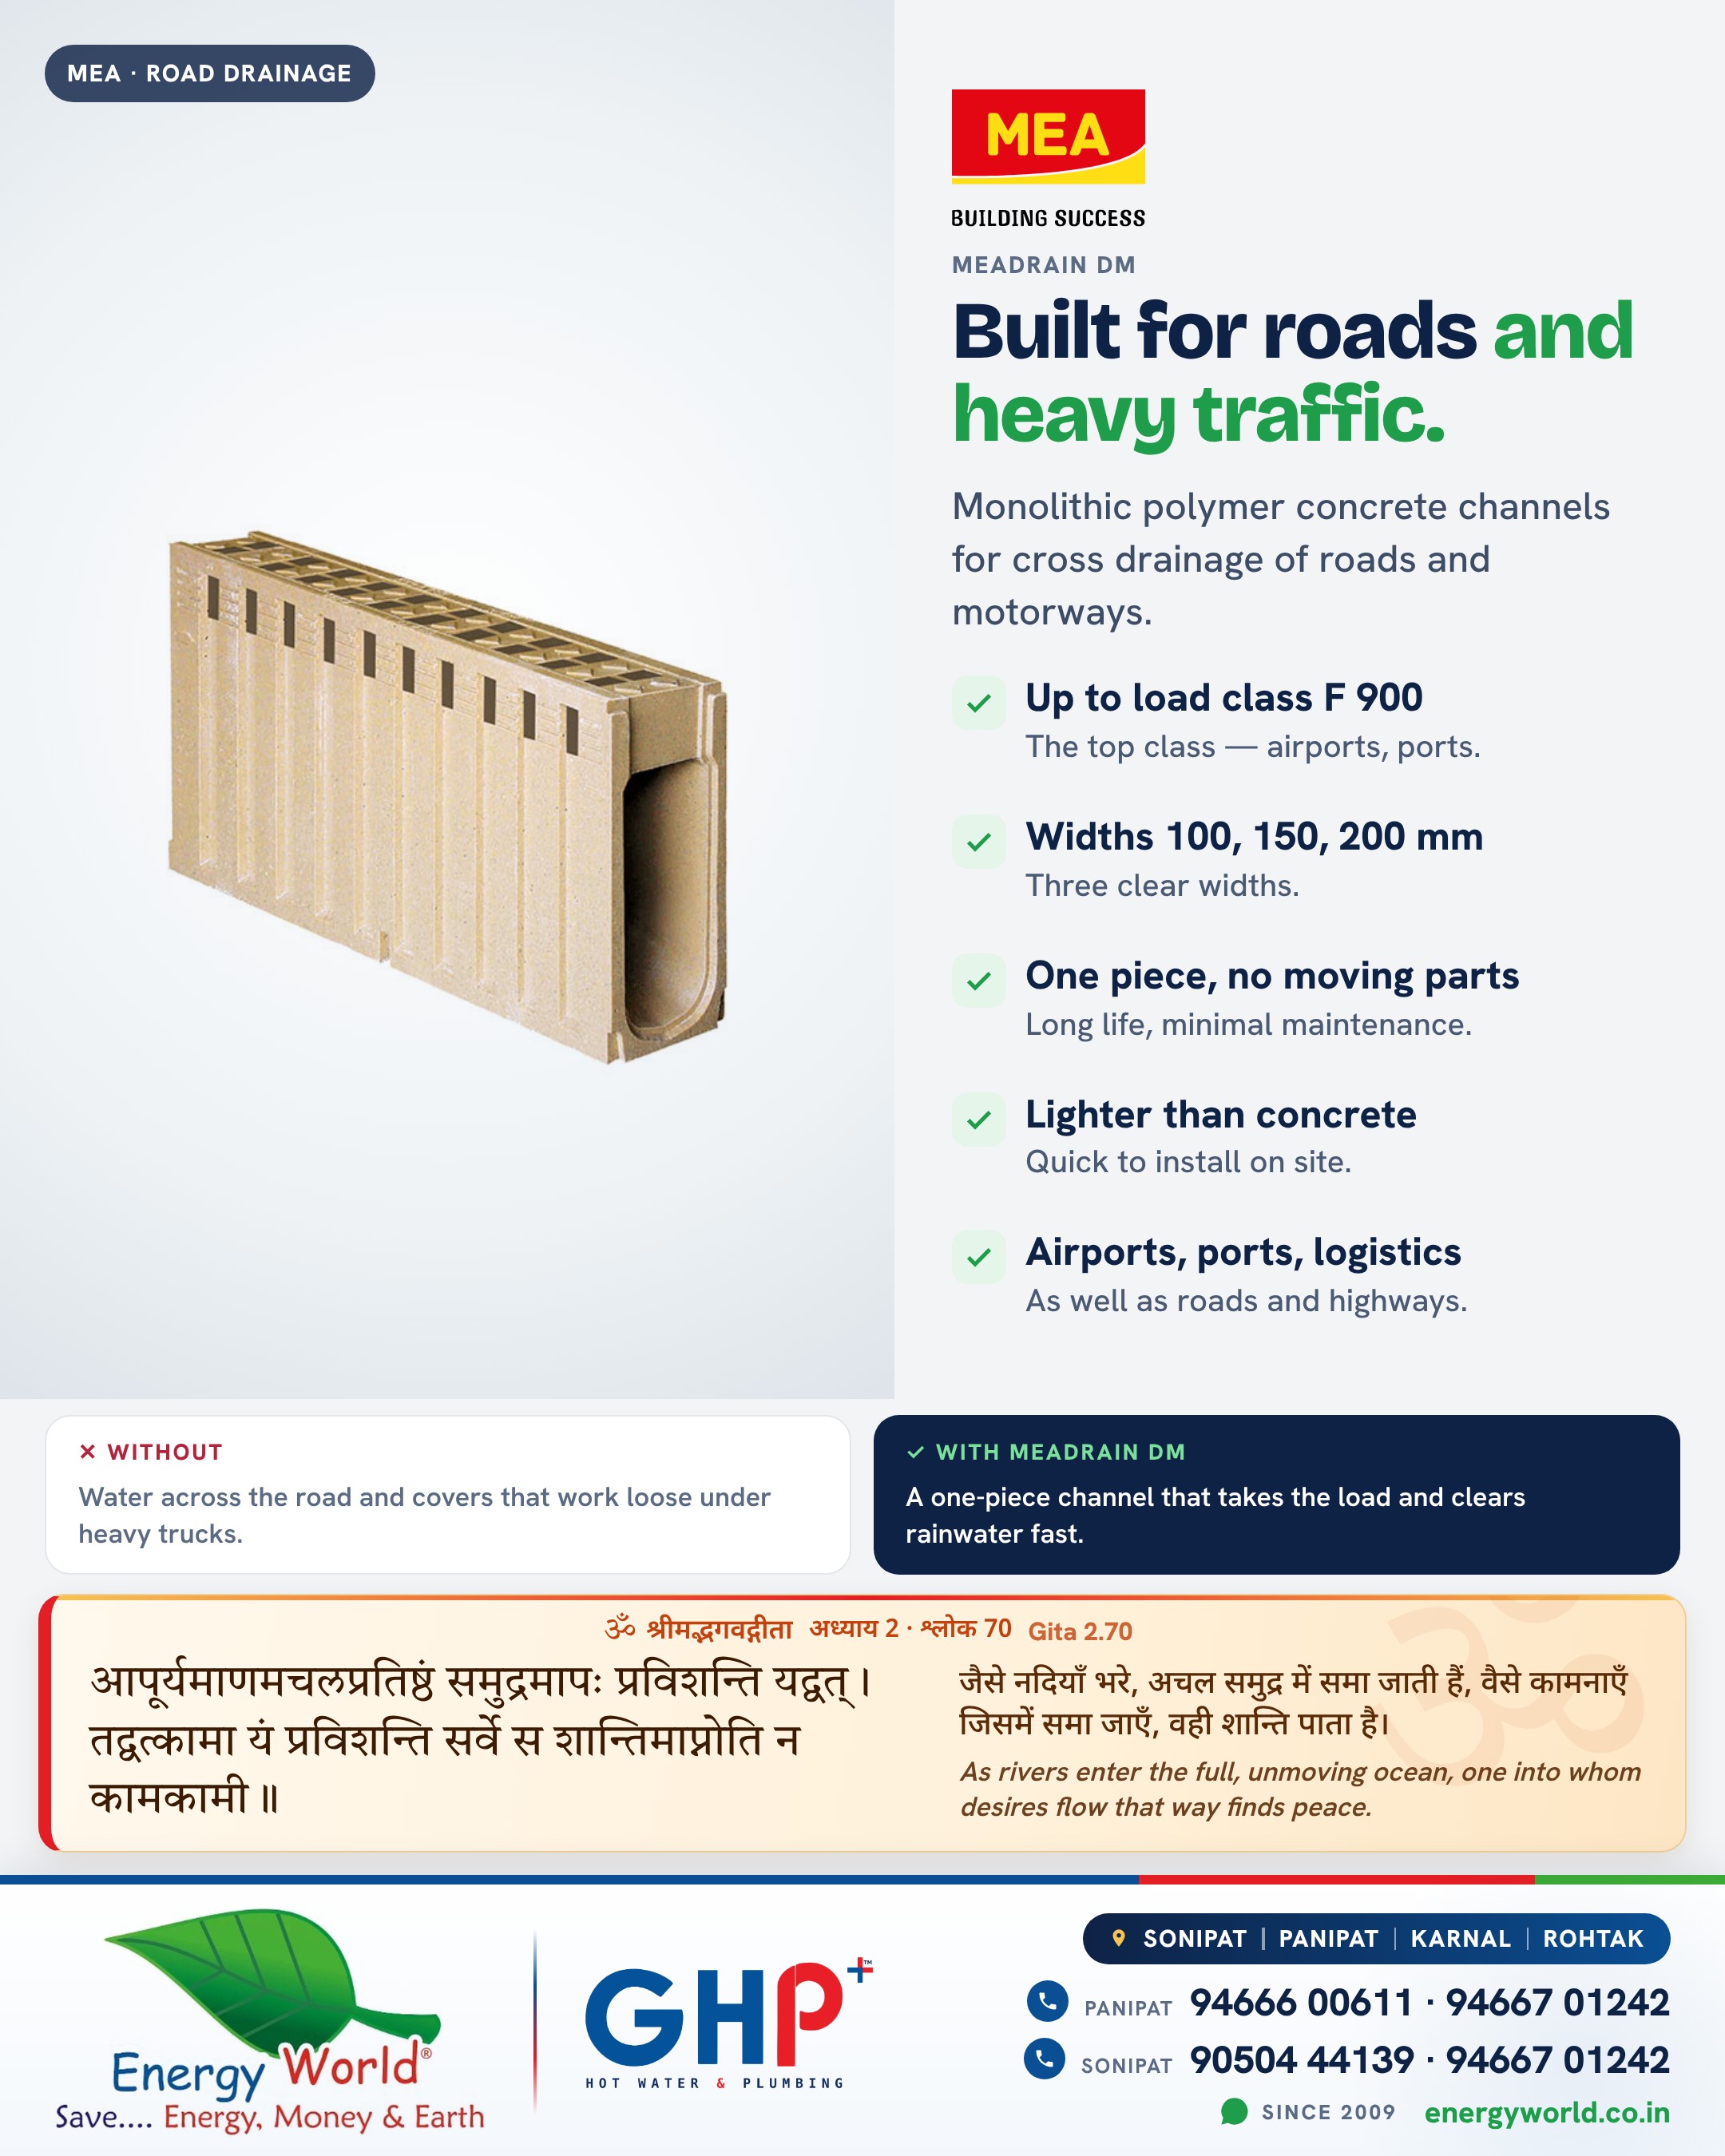 MEA · ROAD DRAINAGE
MEA
BUILDING SUCCESS
MEADRAIN DM
Built for roads and
heavy traffic.
Monolithic polymer concrete channels
for cross drainage of roads and
motorways.
Up to load class F 900
The top class — airports, ports.
Widths 100, 150, 200 mm
Three clear widths.
One piece, no moving parts
Long life, minimal maintenance.
Lighter than concrete
Quick to install on site.
Airports, ports, logistics
As well as roads and highways.
✕ WITHOUT
Water across the road and covers that work loose under
heavy trucks.
✓ WITH MEADRAIN DM
A one-piece channel that takes the load and clears
rainwater fast.
ॐ श्रीमद्भगवद्गीता अध्याय 2 · श्लोक 70 Gita 2.70
आपूर्यमाणमचलप्रतिष्ठं समुद्रमापः प्रविशन्ति यद्वत्।
तद्वत्कामा यं प्रविशन्ति सर्वे स शान्तिमाप्नोति न
कामकामी॥
जैसे नदियाँ भरे, अचल समुद्र में समा जाती हैं, वैसे कामनाएँ
जिसमें समा जाएँ, वही शान्ति पाता है।
As rivers enter the full, unmoving ocean, one into whom
desires flow that way finds peace.
ॐ
Energy World®
Save.... Energy, Money & Earth
GHP+™
HOT WATER & PLUMBING
SONIPAT | PANIPAT | KARNAL | ROHTAK
PANIPAT 94666 00611 · 94667 01242
SONIPAT 90504 44139 · 94667 01242
SINCE 2009 energyworld.co.in